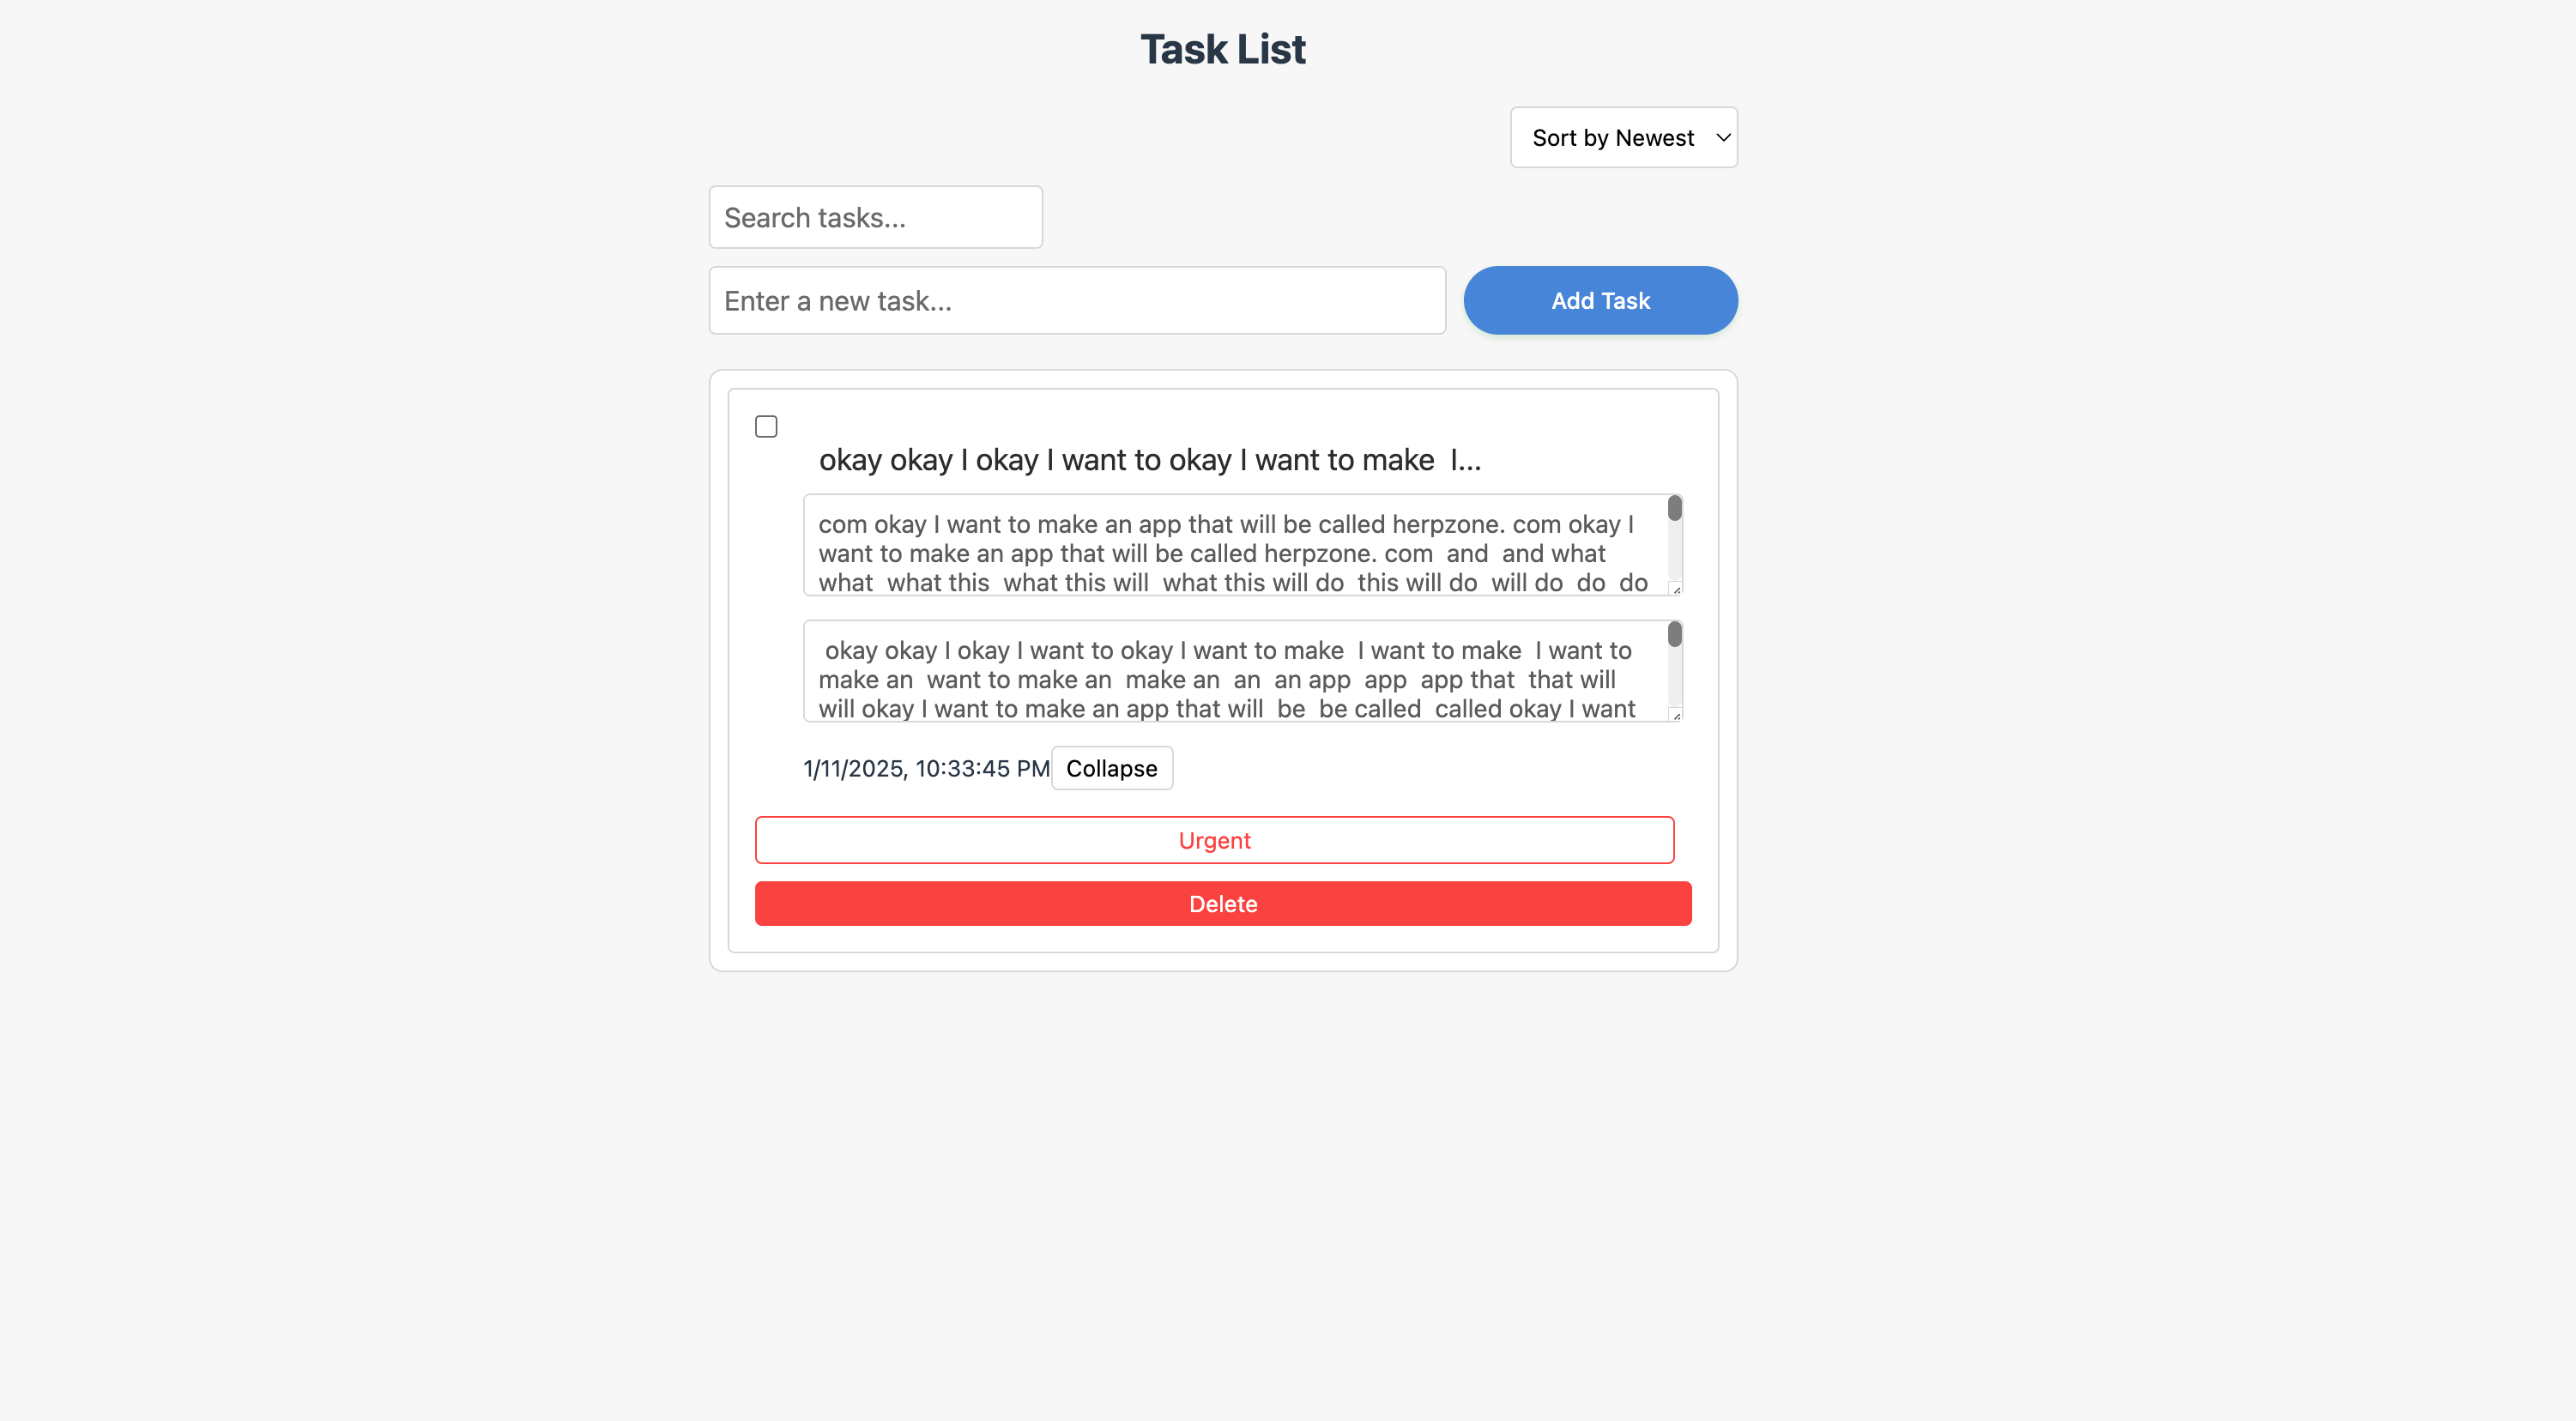 Task List
Sort by Newest
Search tasks...
Enter a new task...
Add Task
okay okay I okay I want to okay I want to make  I...
com okay I want to make an app that will be called herpzone. com okay I
want to make an app that will be called herpzone. com  and  and what
what  what this  what this will  what this will do  this will do  will do  do  do
okay okay I okay I want to okay I want to make  I want to make  I want to
make an  want to make an  make an  an  an app  app  app that  that will
will okay I want to make an app that will  be  be called  called okay I want
1/11/2025, 10:33:45 PM
Collapse
Urgent
Delete